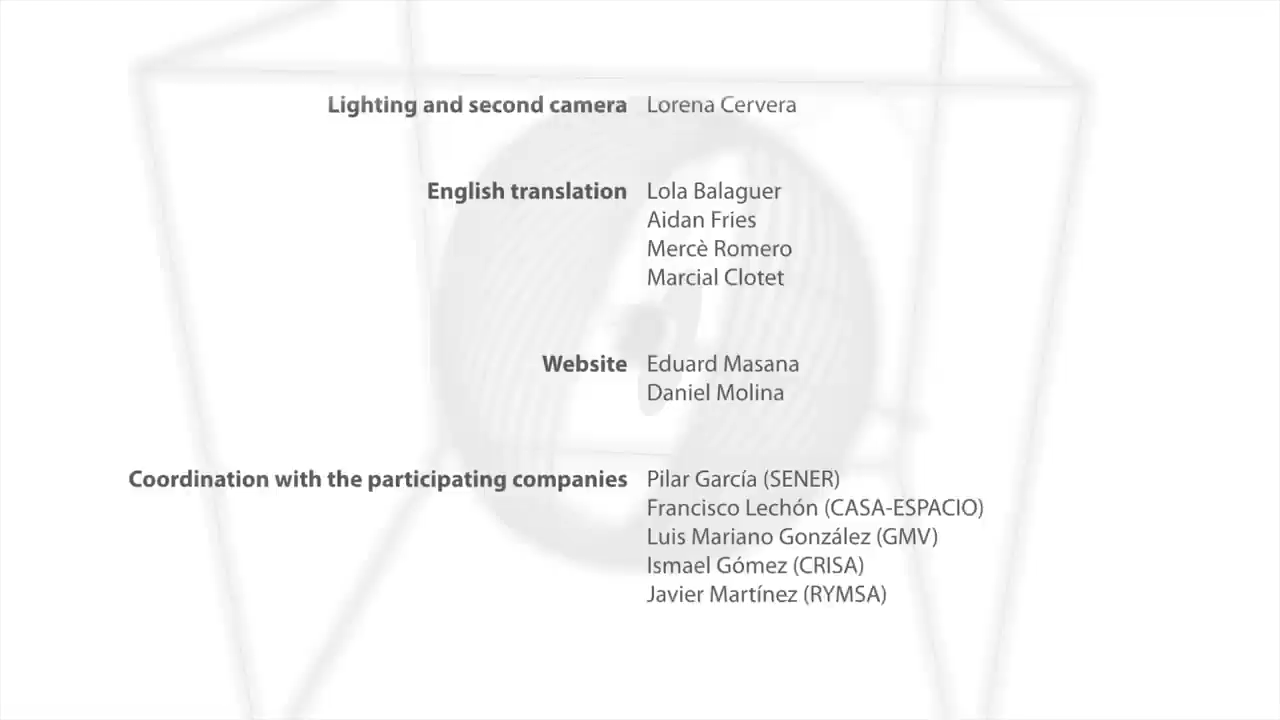 Lighting and second camera Lorena Cervera
English translation Lola Balaguer
Aidan Fries
Mercè Romero
Marcial Clotet
Website Eduard Masana
Daniel Molina
Coordination with the participating companies Pilar García (SENER)
Francisco Lechón (CASA-ESPACIO)
Luis Mariano González (GMV)
Ismael Gómez (CRISA)
Javier Martínez (RYMSA)